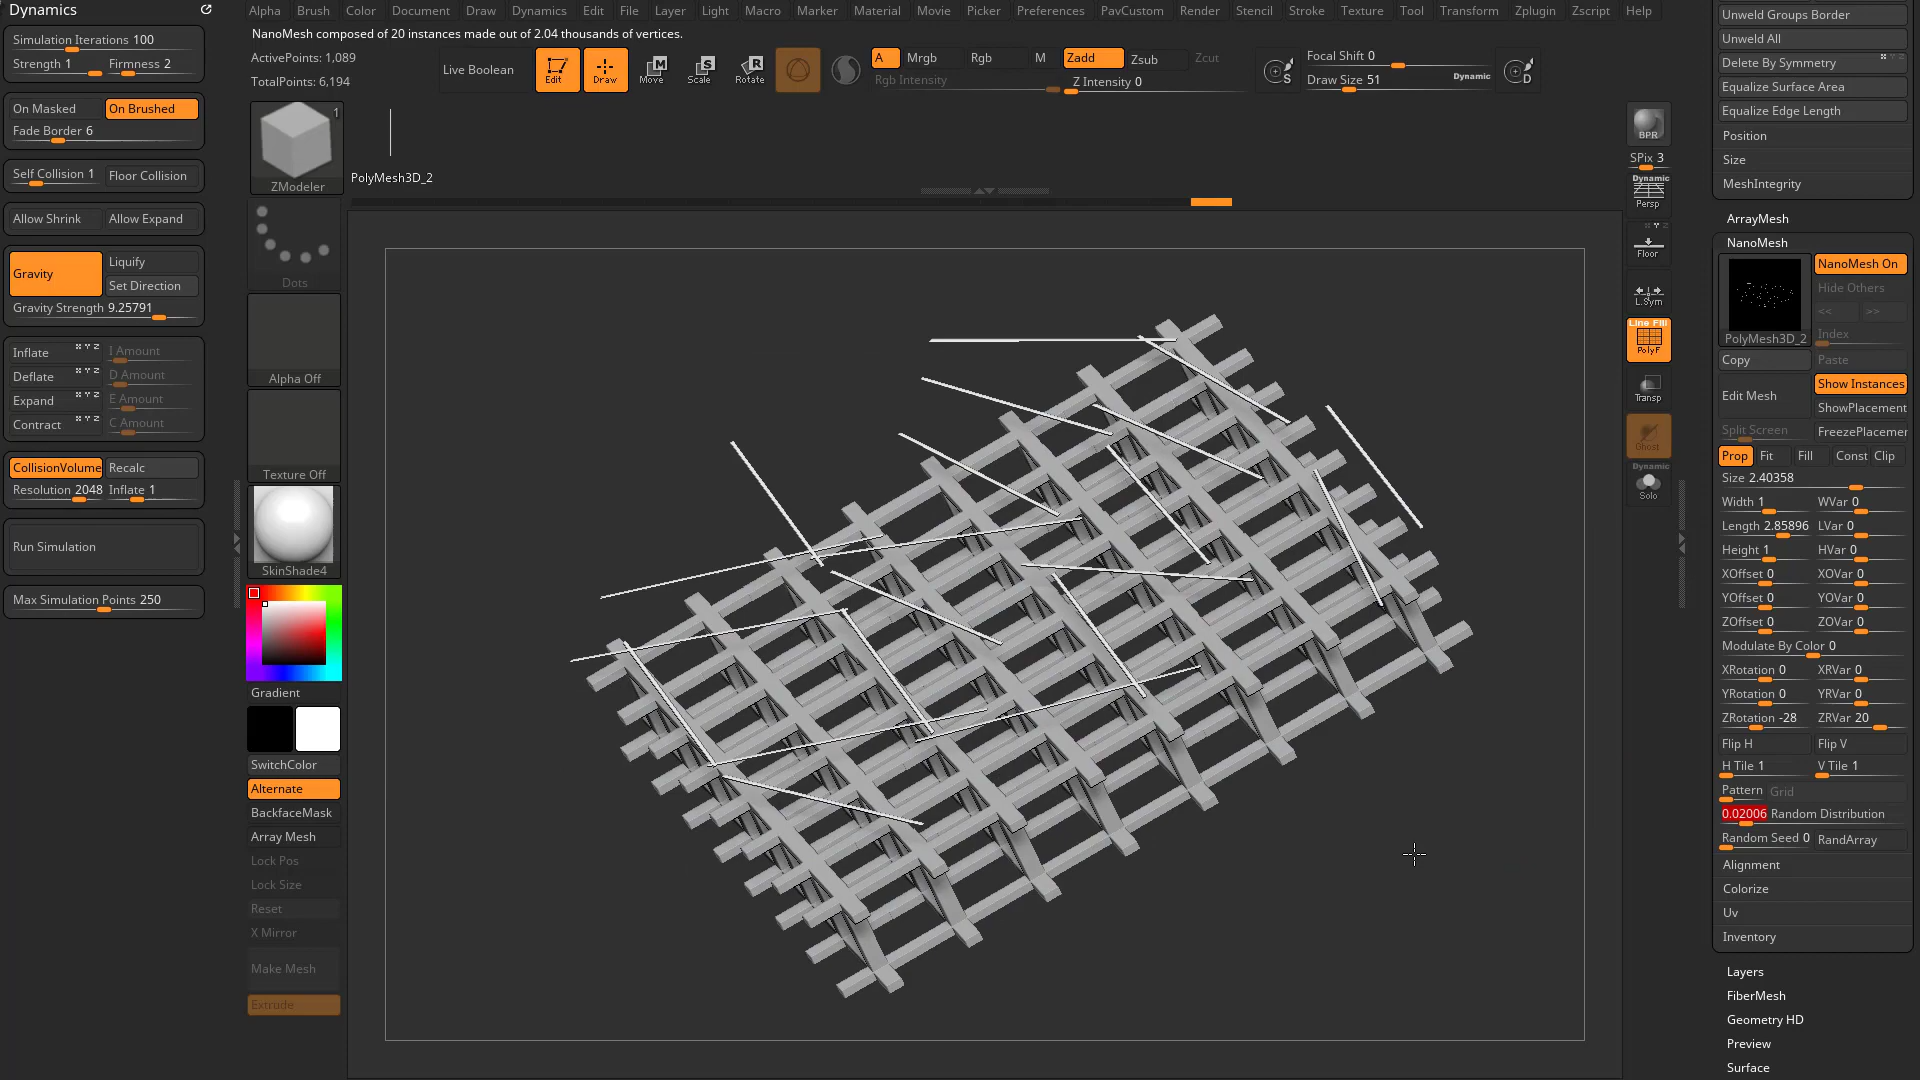 Dynamics
Simulation Iterations 100
Strength 1 Firmness 2
On Masked On Brushed
Fade Border 6
Self Collision 1 Floor Collision
Allow Shrink Allow Expand
Gravity Liquify
Set Direction
Gravity Strength 9.25791
Inflate x Y Z I Amount
Deflate x Y Z D Amount
Expand x Y Z E Amount
Contract x Y Z C Amount
CollisionVolume Recalc
Resolution 2048 Inflate 1
Run Simulation
Max Simulation Points 250
Alpha Brush Color Document Draw Dynamics Edit File Layer Light Macro Marker Material Movie Picker Preferences PavCustom Render Stencil Stroke Texture Tool Transform Zplugin Zscript Help
NanoMesh composed of 20 instances made out of 2.04 thousands of vertices.
ActivePoints: 1,089
TotalPoints: 6,194
Live Boolean
Edit Draw
M Move
S Scale
R Rotate
A Mrgb Rgb M
Rgb Intensity
Zadd Zsub Zcut
Z Intensity 0
S
Focal Shift 0
Draw Size 51 Dynamic
D
1
ZModeler
PolyMesh3D_2
Dots
Alpha Off
Texture Off
SkinShade4
Gradient
SwitchColor
Alternate
BackfaceMask
Array Mesh
Lock Pos
Lock Size
Reset
X Mirror
Make Mesh
Extrude
BPR
SPix 3
Dynamic
Persp
Floor
L.Sym
Line Fill
PolyF
Transp
Ghost
Dynamic
Solo
Unweld Groups Border
Unweld All
Delete By Symmetry
Equalize Surface Area
Equalize Edge Length
Position
Size
MeshIntegrity
ArrayMesh
NanoMesh
PolyMesh3D_2
NanoMesh On
Hide Others
<< >>
Index
Copy Paste
Edit Mesh Show Instances
ShowPlacement
Split Screen FreezePlacemer
Prop Fit Fill Const Clip
Size 2.40358
Width 1 WVar 0
Length 2.85896 LVar 0
Height 1 HVar 0
XOffset 0 XOVar 0
YOffset 0 YOVar 0
ZOffset 0 ZOVar 0
Modulate By Color 0
XRotation 0 XRVar 0
YRotation 0 YRVar 0
ZRotation -28 ZRVar 20
Flip H Flip V
H Tile 1 V Tile 1
Pattern Grid
0.02006 Random Distribution
Random Seed 0 RandArray
Alignment
Colorize
Uv
Inventory
Layers
FiberMesh
Geometry HD
Preview
Surface